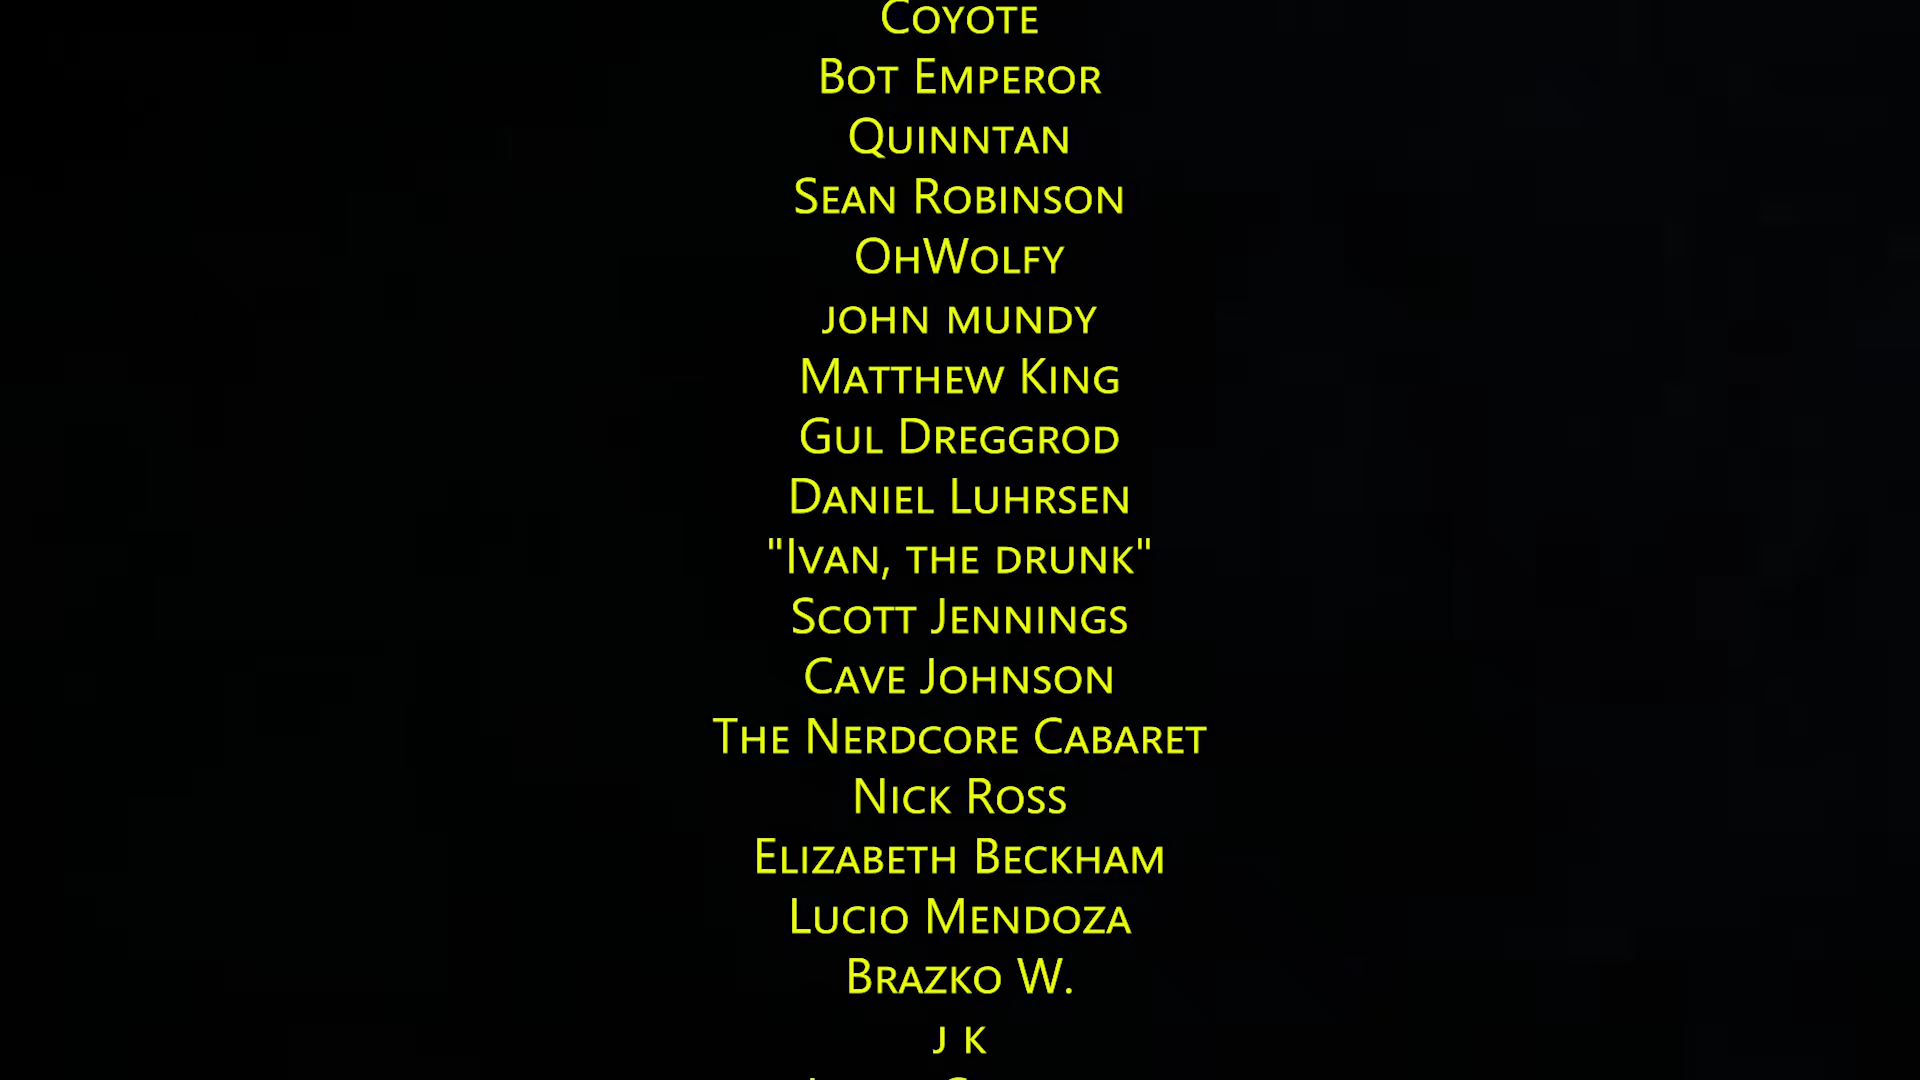 Coyote
Bot Emperor
Quinntan
Sean Robinson
OhWolfy
john mundy
Matthew King
Gul Dreggrod
Daniel Luhrsen
"Ivan, the drunk"
Scott Jennings
Cave Johnson
The Nerdcore Cabaret
Nick Ross
Elizabeth Beckham
Lucio Mendoza
Brazko W.
j k